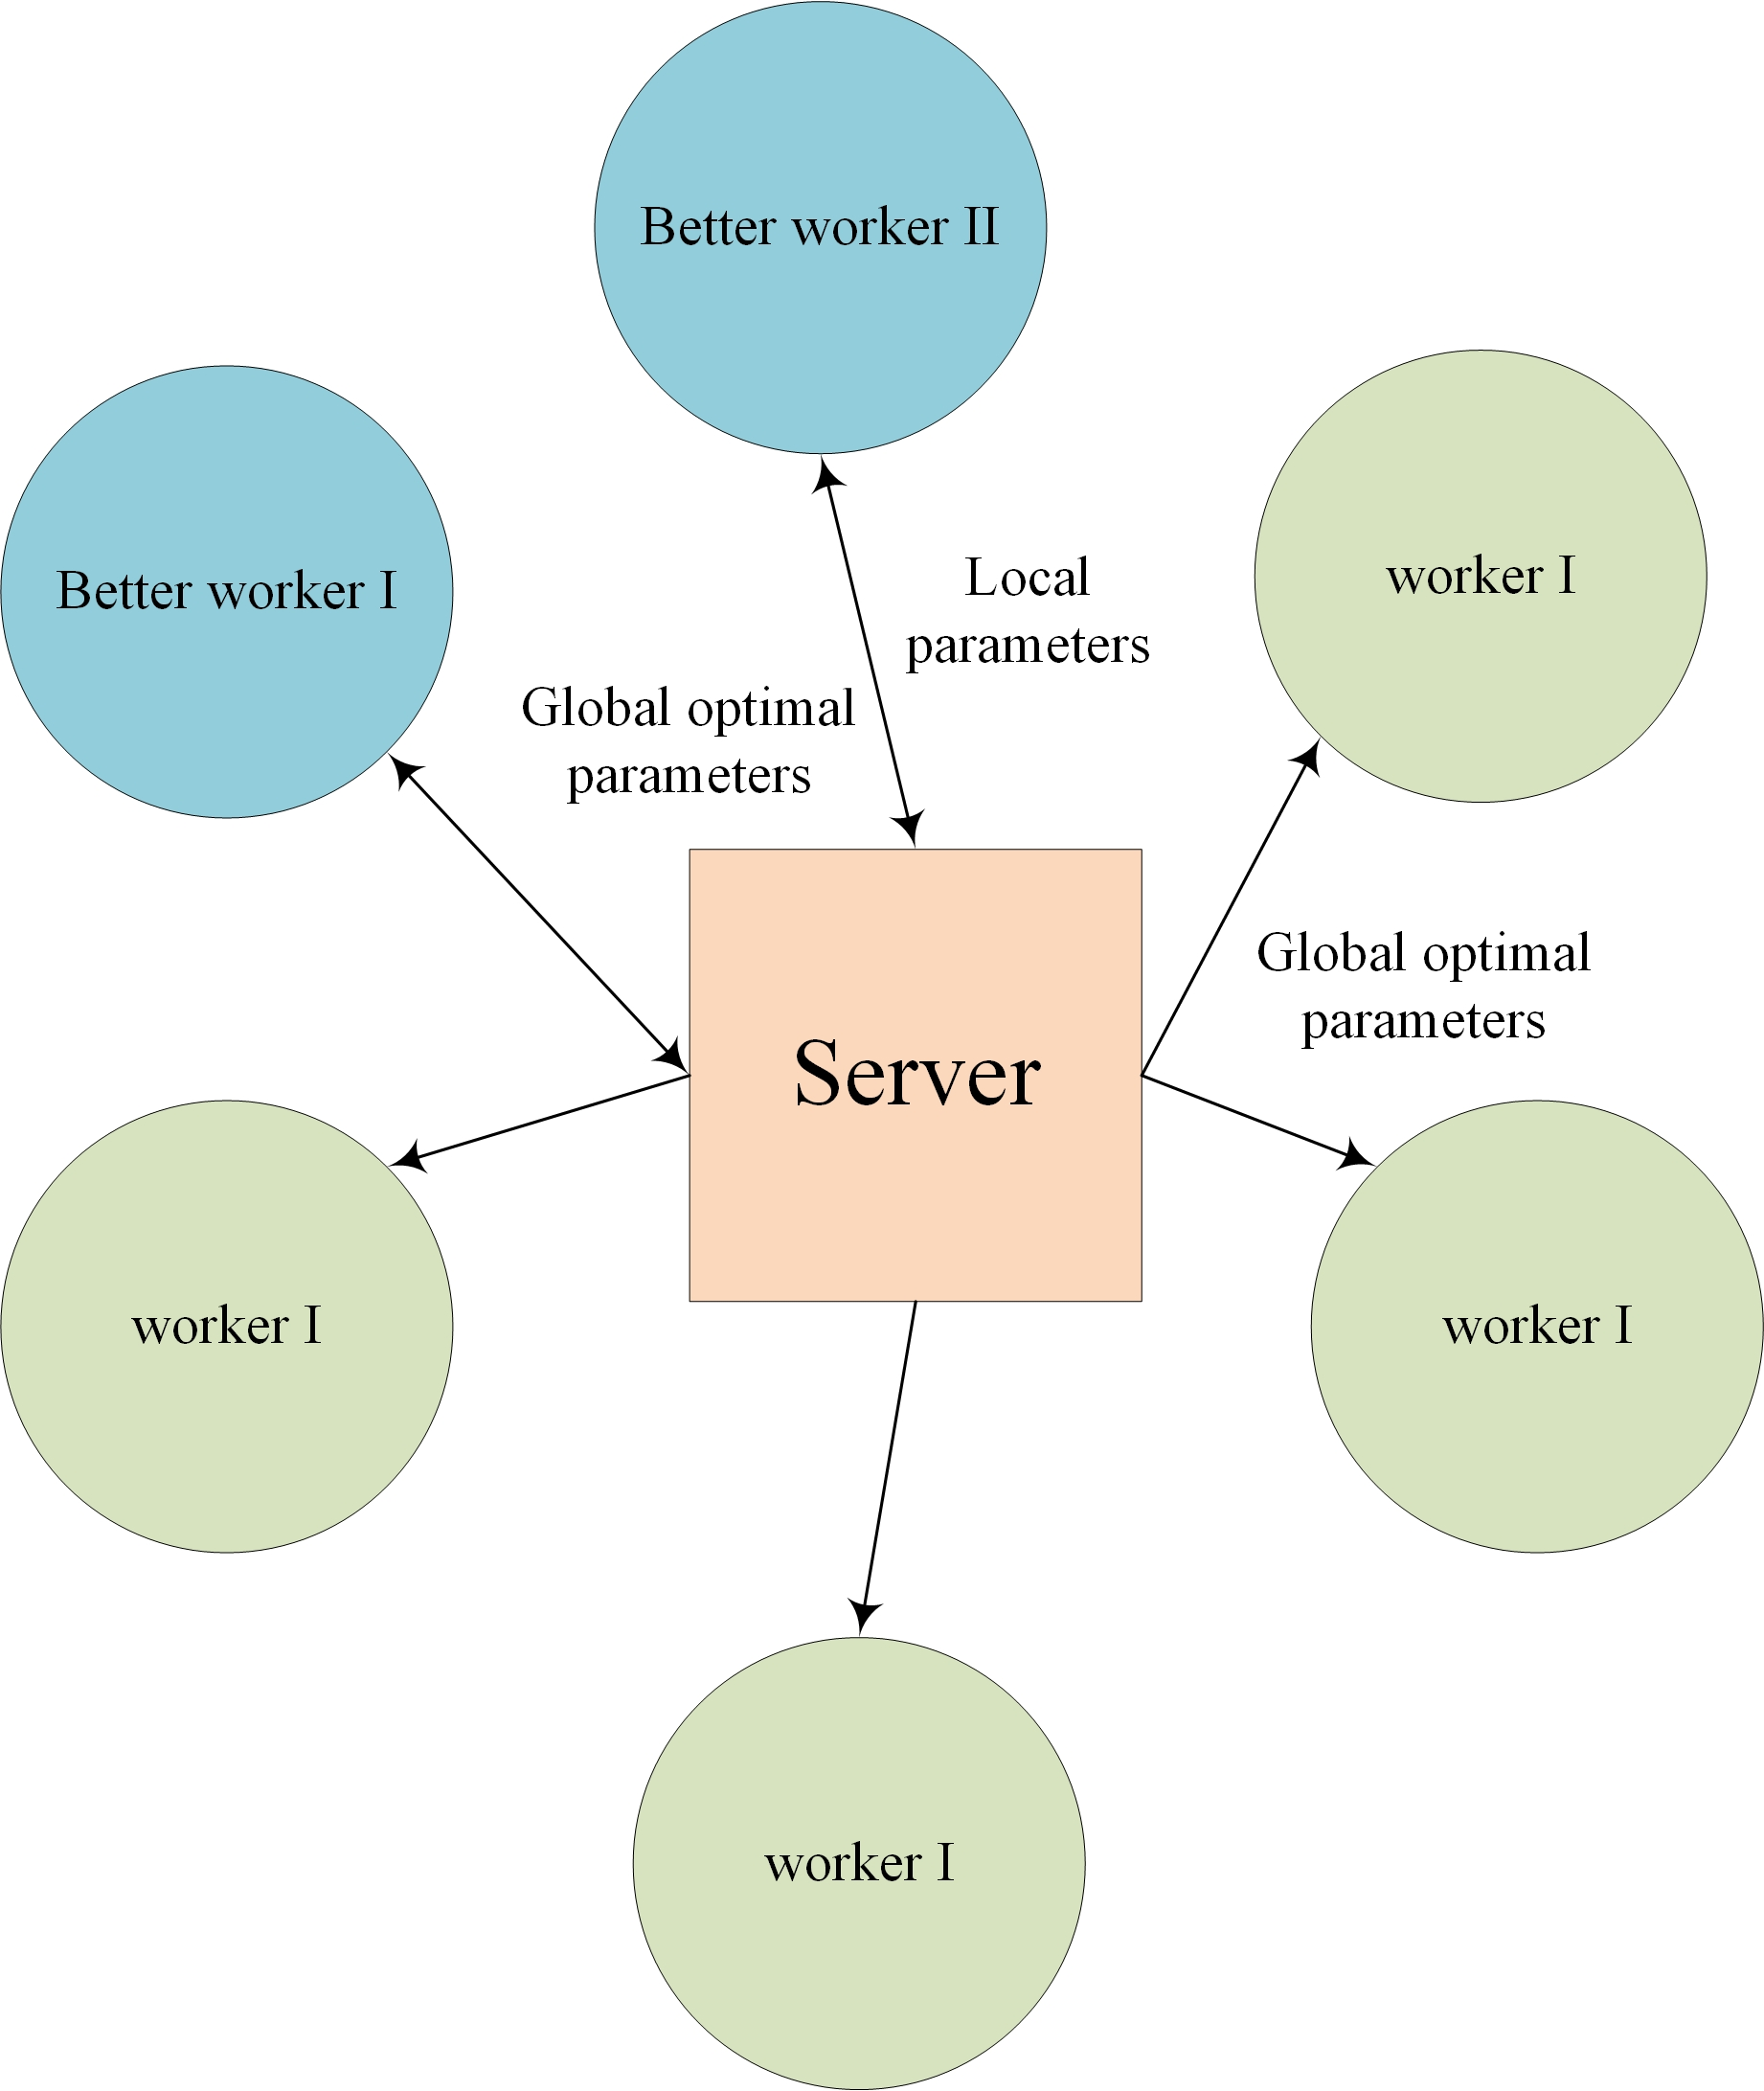 Better worker II
Better worker I
worker I
Local
parameters
Global optimal
parameters
Global optimal
parameters
Server
worker I
worker I
worker I